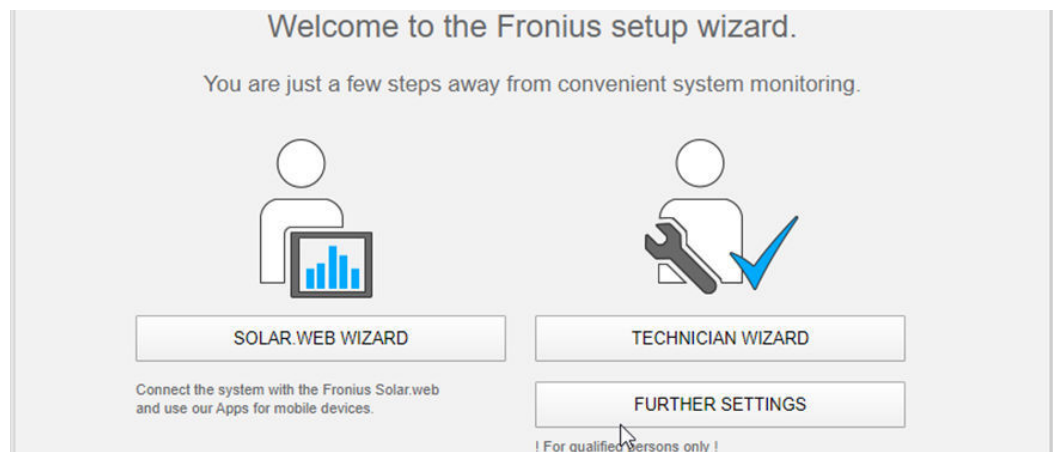 Welcome to the Fronius setup wizard.
You are just a few steps away from convenient system monitoring.
SOLAR.WEB WIZARD
TECHNICIAN WIZARD
Connect the system with the Fronius Solar.web
and use our Apps for mobile devices.
FURTHER SETTINGS
! For qualified persons only !